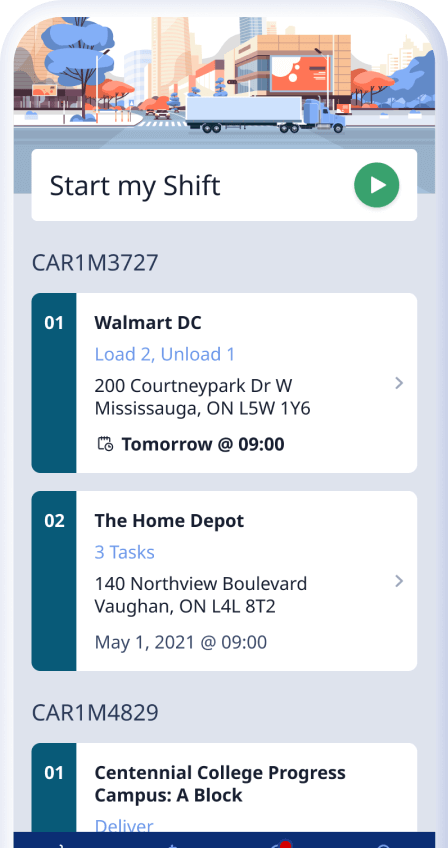 Start my Shift
CAR1M3727
01
Walmart DC
Load 2, Unload 1
200 Courtneypark Dr W
Mississauga, ON L5W 1Y6
Tomorrow @ 09:00
02
The Home Depot
3 Tasks
140 Northview Boulevard
Vaughan, ON L4L 8T2
May 1, 2021 @ 09:00
CAR1M4829
01
Centennial College Progress
Campus: A Block
Deliver